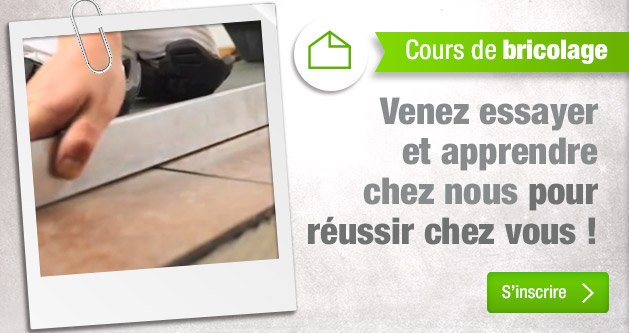 Cours de bricolage
Venez essayer
et apprendre
chez nous pour
réussir chez vous !
S'inscrire